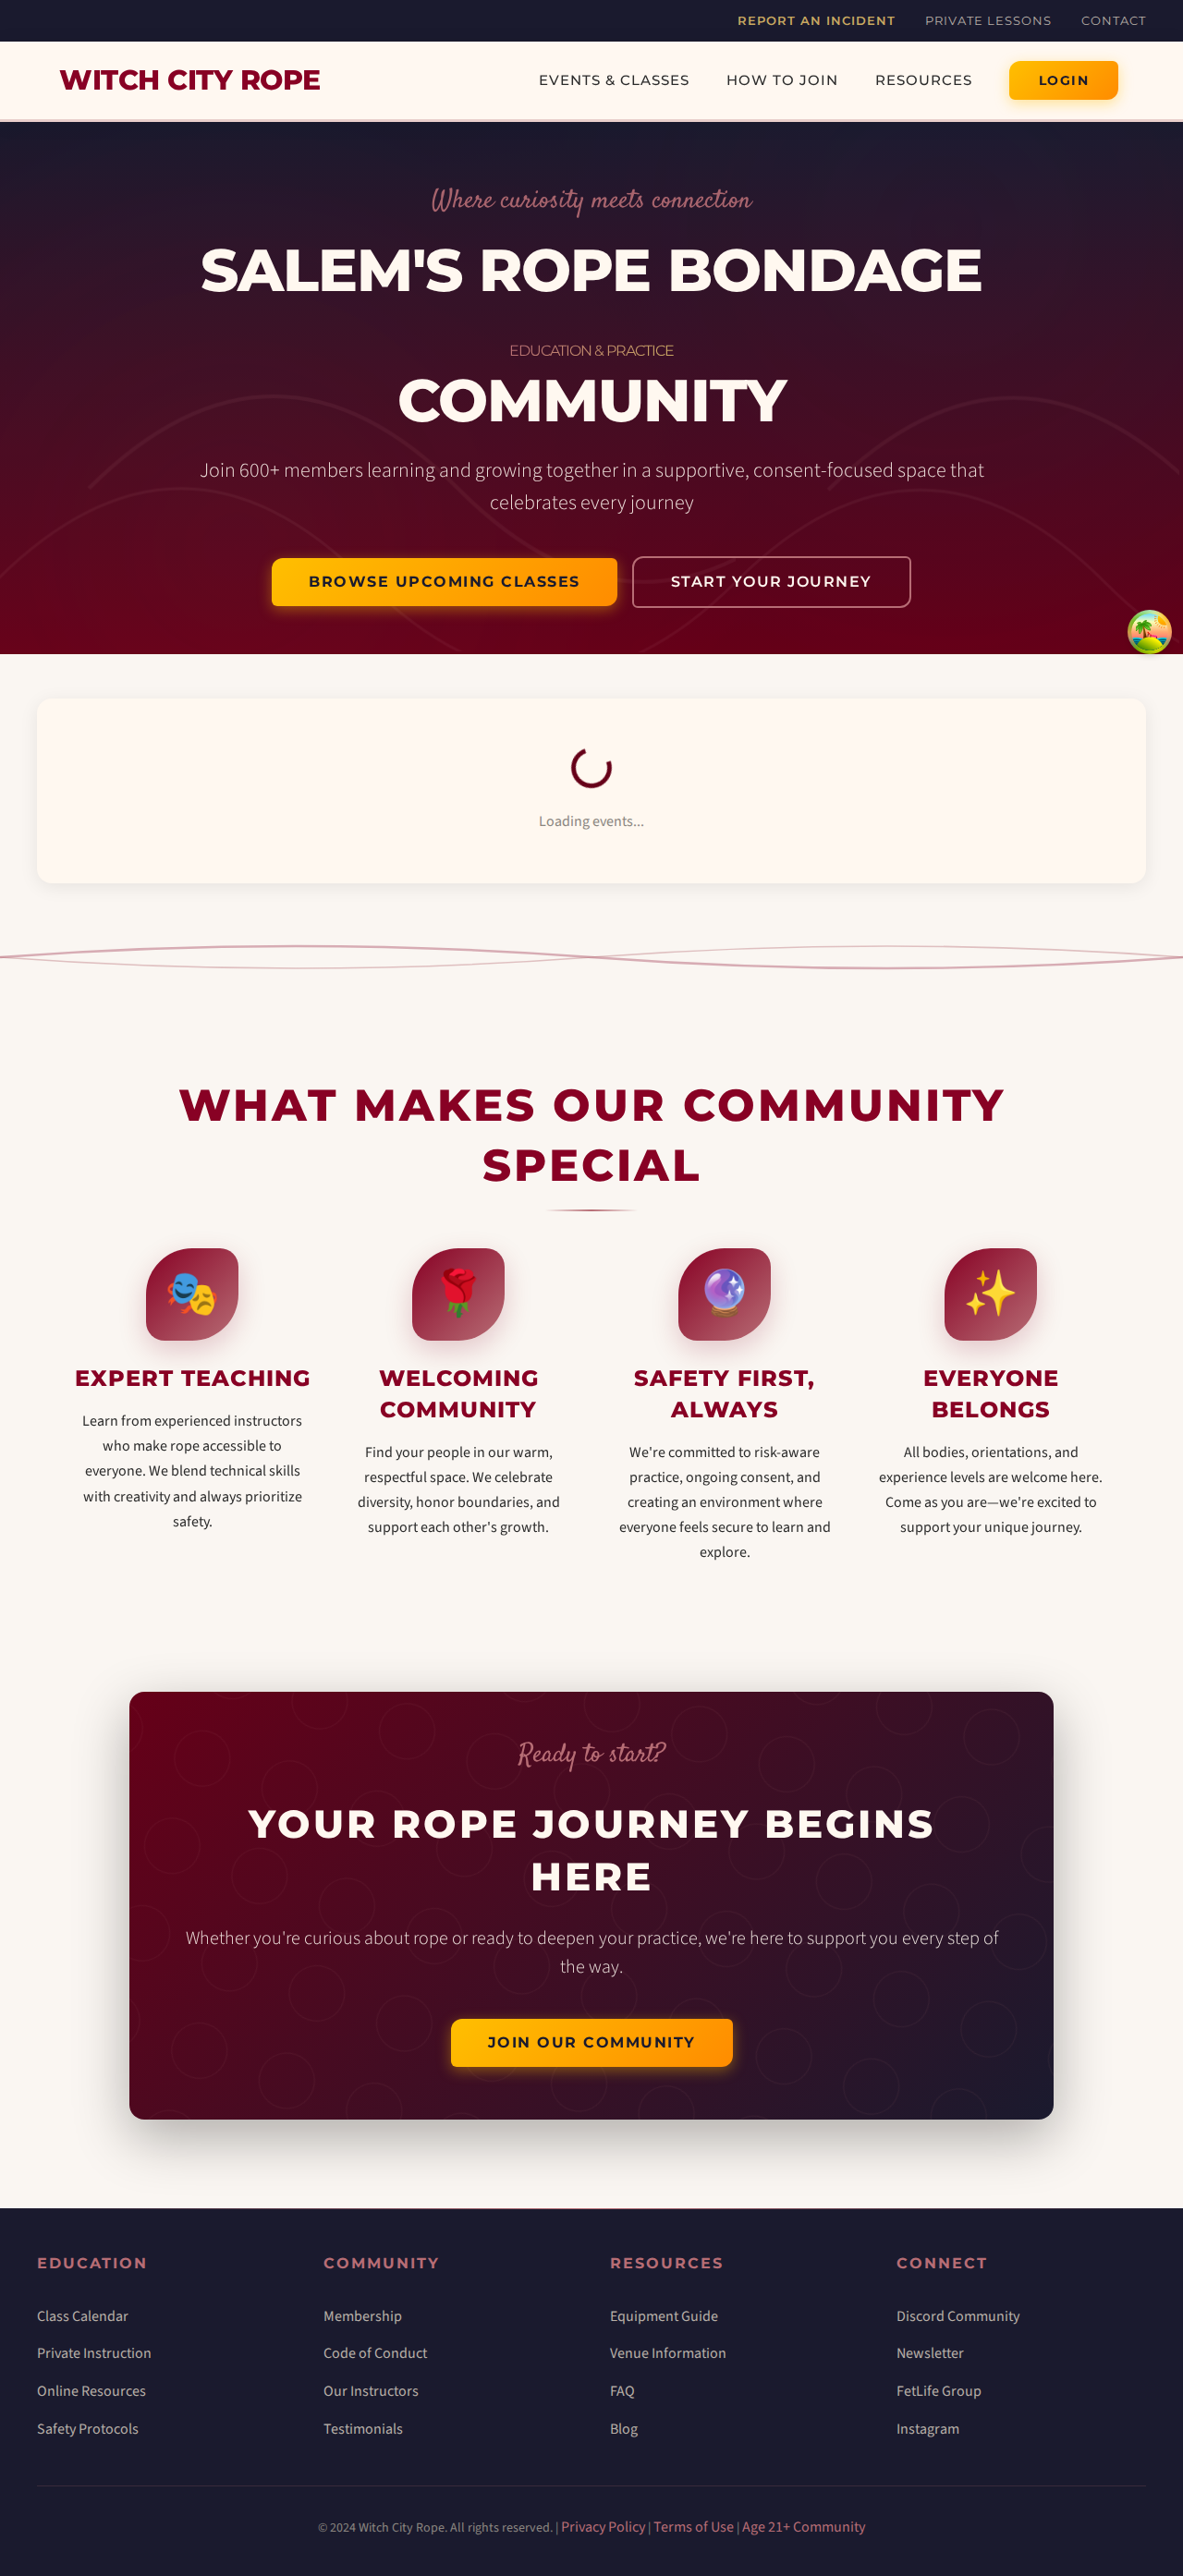 REPORT AN INCIDENT PRIVATE LESSONS CONTACT
WITCH CITY ROPE EVENTS & CLASSES HOW TO JOIN RESOURCES LOGIN
Where curiosity meets connection
SALEM'S ROPE BONDAGE
EDUCATION & PRACTICE
COMMUNITY
Join 600+ members learning and growing together in a supportive, consent-focused space that
celebrates every journey
BROWSE UPCOMING CLASSES START YOUR JOURNEY
Loading events...
WHAT MAKES OUR COMMUNITY
SPECIAL
EXPERT TEACHING
Learn from experienced instructors
who make rope accessible to
everyone. We blend technical skills
with creativity and always prioritize
safety.
WELCOMING
COMMUNITY
Find your people in our warm,
respectful space. We celebrate
diversity, honor boundaries, and
support each other's growth.
SAFETY FIRST,
ALWAYS
We're committed to risk-aware
practice, ongoing consent, and
creating an environment where
everyone feels secure to learn and
explore.
EVERYONE
BELONGS
All bodies, orientations, and
experience levels are welcome here.
Come as you are—we're excited to
support your unique journey.
Ready to start?
YOUR ROPE JOURNEY BEGINS
HERE
Whether you're curious about rope or ready to deepen your practice, we're here to support you every step of
the way.
JOIN OUR COMMUNITY
EDUCATION
Class Calendar
Private Instruction
Online Resources
Safety Protocols
COMMUNITY
Membership
Code of Conduct
Our Instructors
Testimonials
RESOURCES
Equipment Guide
Venue Information
FAQ
Blog
CONNECT
Discord Community
Newsletter
FetLife Group
Instagram
© 2024 Witch City Rope. All rights reserved. | Privacy Policy | Terms of Use | Age 21+ Community